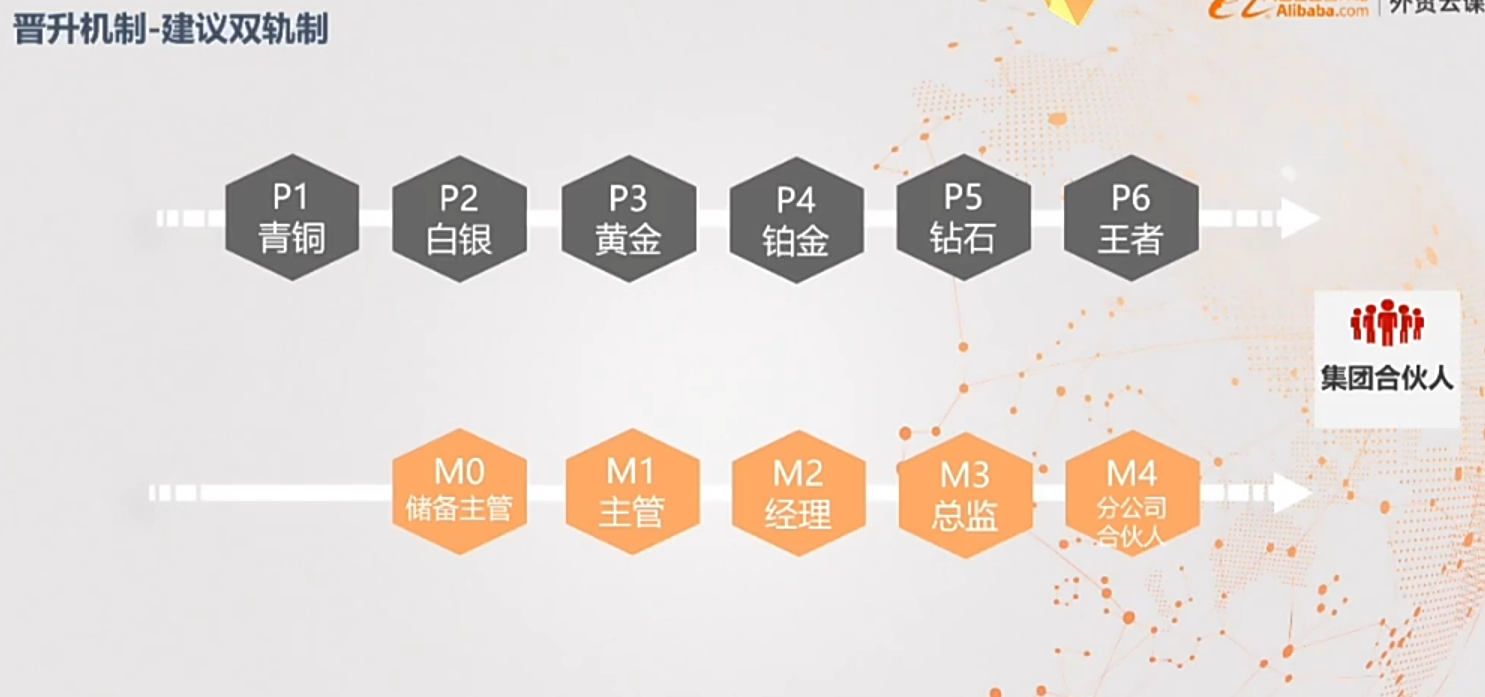 晋升机制-建议双轨制
Alibaba.com
外贸云课
P1
青铜
P2
白银
P3
黄金
P4
铂金
P5
钻石
P6
王者
集团合伙人
M0
储备主管
M1
主管
M2
经理
M3
总监
M4
分公司
合伙人